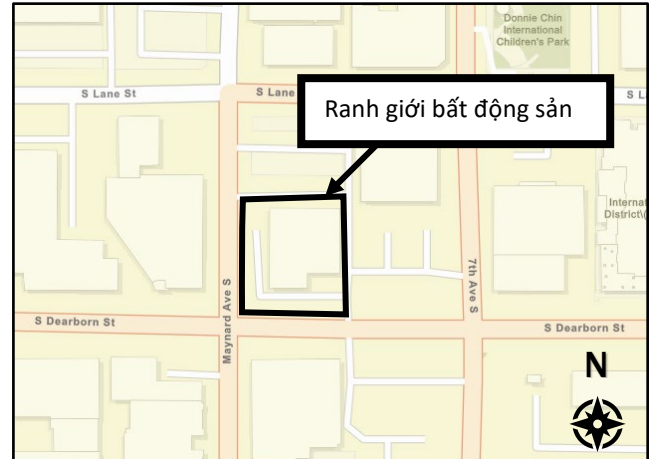 Donnie Chin
International
Children's Park
S Lane St
S Lane
S L
Ranh giới bất động sản
Interna
District\(
7th Ave S
Maynard Ave S
S Dearborn St
S Dearborn St
N